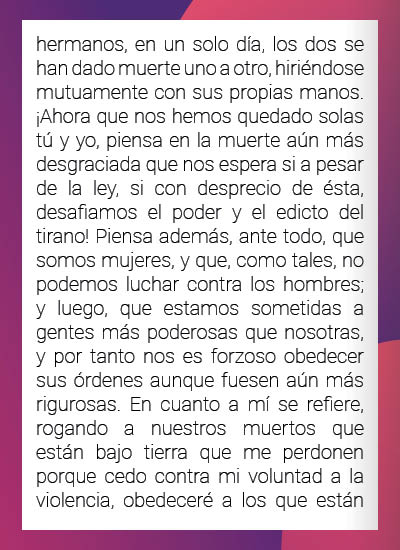 hermanos, en un solo día, los dos se
han dado muerte uno a otro, hiriéndose
mutuamente con sus propias manos.
¡Ahora que nos hemos quedado solas
tú y yo, piensa en la muerte aún más
desgraciada que nos espera si a pesar
de la ley, si con desprecio de ésta,
desafiamos el poder y el edicto del
tirano! Piensa además, ante todo, que
somos mujeres, y que, como tales, no
podemos luchar contra los hombres;
y luego, que estamos sometidas a
gentes más poderosas que nosotras,
y por tanto nos es forzoso obedecer
sus órdenes aunque fuesen aún más
rigurosas. En cuanto a mí se refiere,
rogando a nuestros muertos que
están bajo tierra que me perdonen
porque cedo contra mi voluntad a la
violencia, obedeceré a los que están